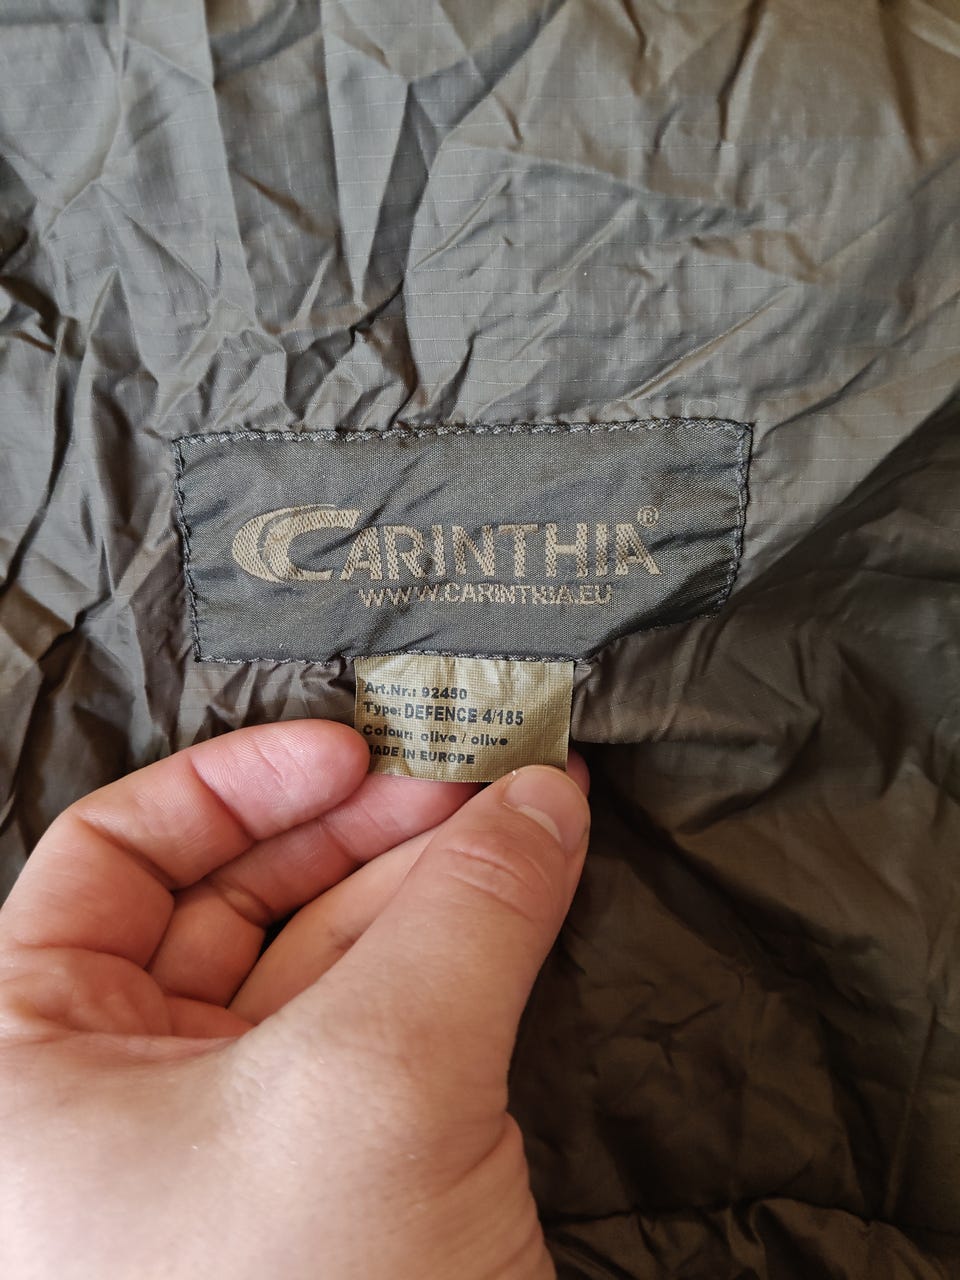 CARINTHIA®
WWW.CARINTHIA.EU
Art.Nr.: 92450
Type: DEFENCE 4/185
Colour: olive / olive
MADE IN EUROPE